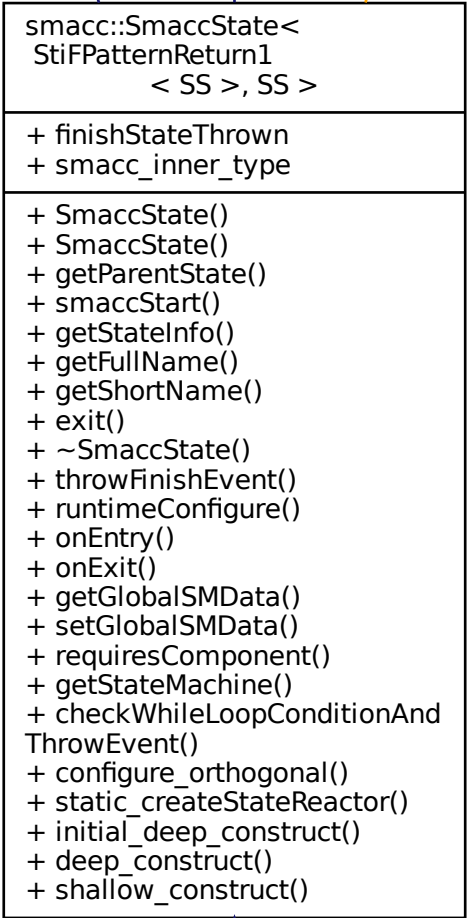 smacc::SmaccState<
StiFPatternReturn1
< SS >, SS >
+ finishStateThrown
+ smacc_inner_type
+ SmaccState()
+ SmaccState()
+ getParentState()
+ smaccStart()
+ getStateInfo()
+ getFullName()
+ getShortName()
+ exit()
+ ~SmaccState()
+ throwFinishEvent()
+ runtimeConfigure()
+ onEntry()
+ onExit()
+ getGlobalSMData()
+ setGlobalSMData()
+ requiresComponent()
+ getStateMachine()
+ checkWhileLoopConditionAnd
ThrowEvent()
+ configure_orthogonal()
+ static_createStateReactor()
+ initial_deep_construct()
+ deep_construct()
+ shallow_construct()